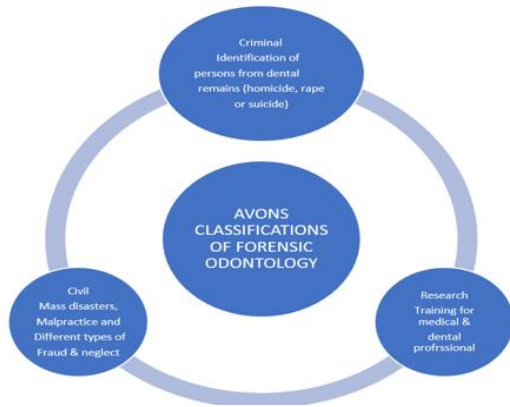 Criminal
Identification of
persons from dental
remains (homicide, rape
or suicide)
AVONS
CLASSIFICATIONS
OF FORENSIC
ODONTOLOGY
Civil
Mass disasters,
Malpractice and
Different types of
Fraud & neglect
Research
Training for
medical &
dental
profrssional